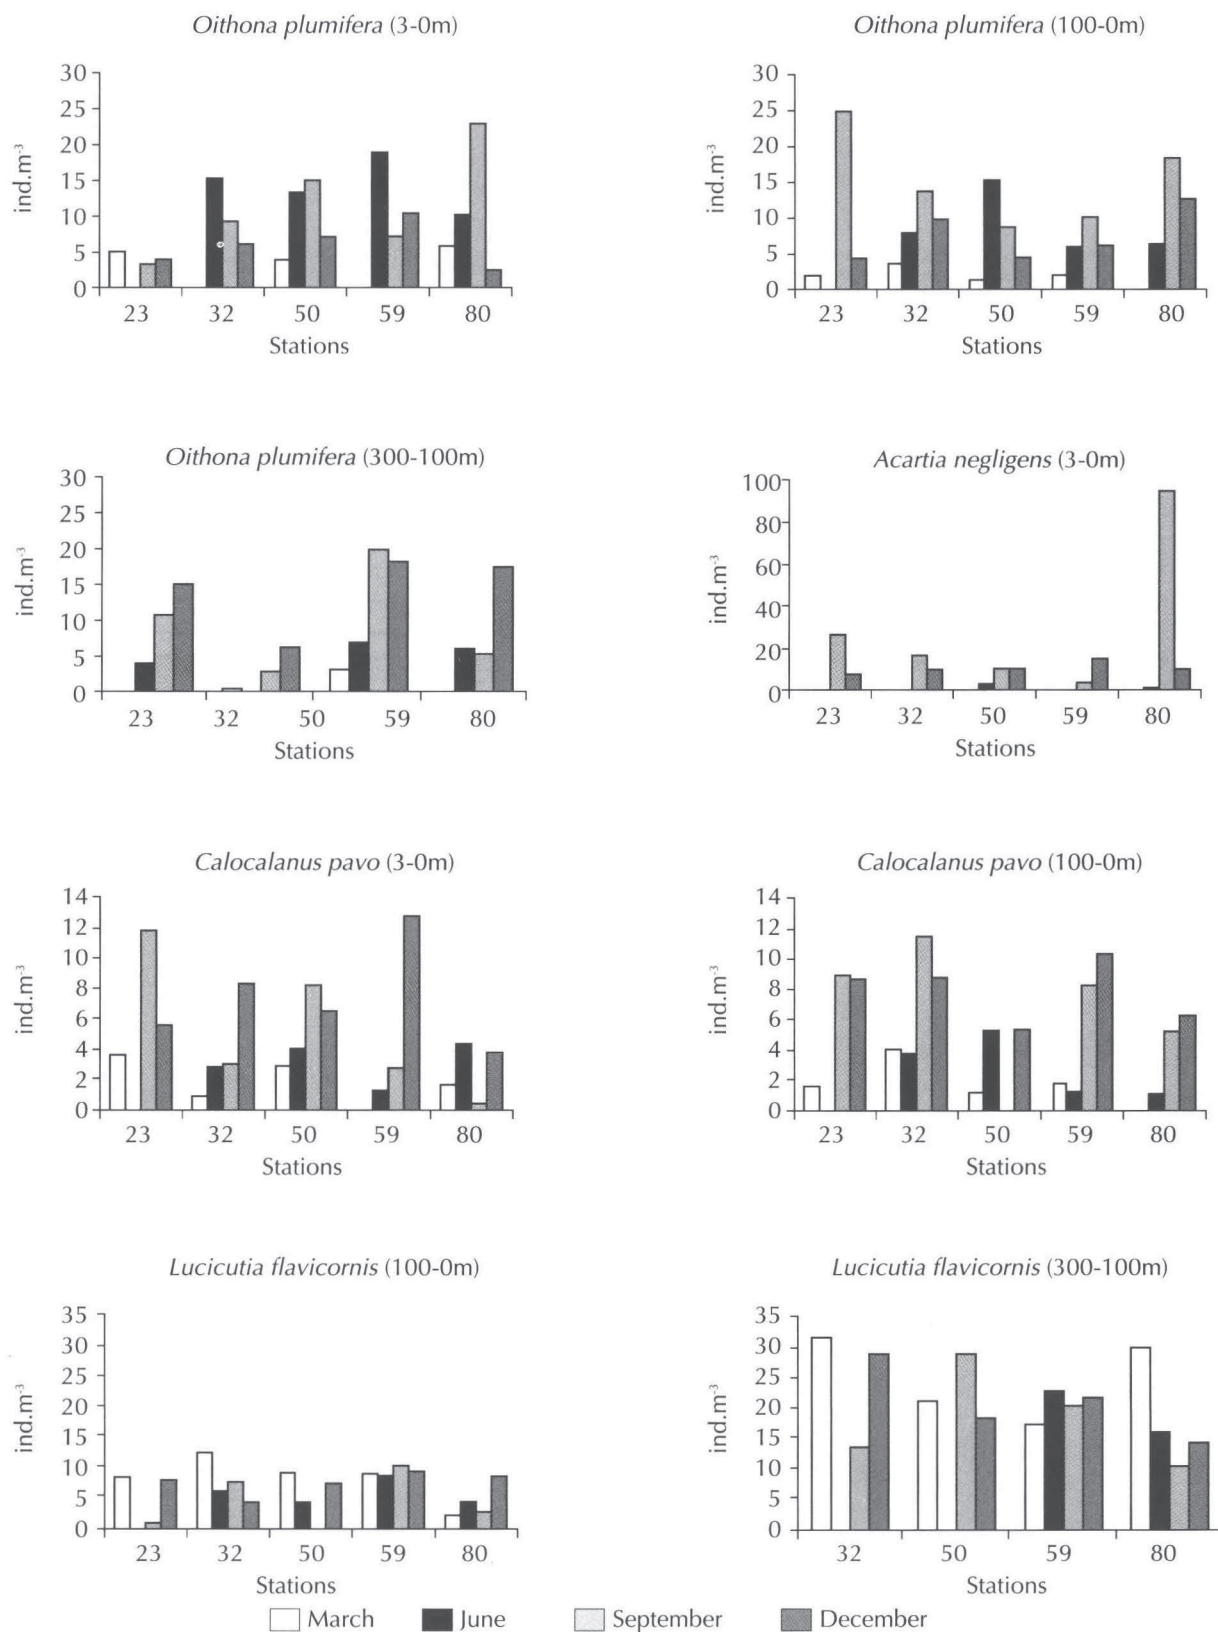 Oithona plumifera (3-0m)
ind.m-3
30
25
20
15
10
5
0
23 32 50 59 80
Stations
Oithona plumifera (100-0m)
ind.m-3
30
25
20
15
10
5
0
23 32 50 59 80
Stations
Oithona plumifera (300-100m)
ind.m-3
30
25
20
15
10
5
0
23 32 50 59 80
Stations
Acartia negligens (3-0m)
ind.m-3
100
80
60
40
20
0
23 32 50 59 80
Stations
Calocalanus pavo (3-0m)
ind.m-3
14
12
10
8
6
4
2
0
23 32 50 59 80
Stations
Calocalanus pavo (100-0m)
ind.m-3
14
12
10
8
6
4
2
0
23 32 50 59 80
Stations
Lucicutia flavicornis (100-0m)
ind.m-3
35
30
25
20
15
10
5
0
23 32 50 59 80
Stations
Lucicutia flavicornis (300-100m)
ind.m-3
35
30
25
20
15
10
5
0
32 50 59 80
Stations
March June September December